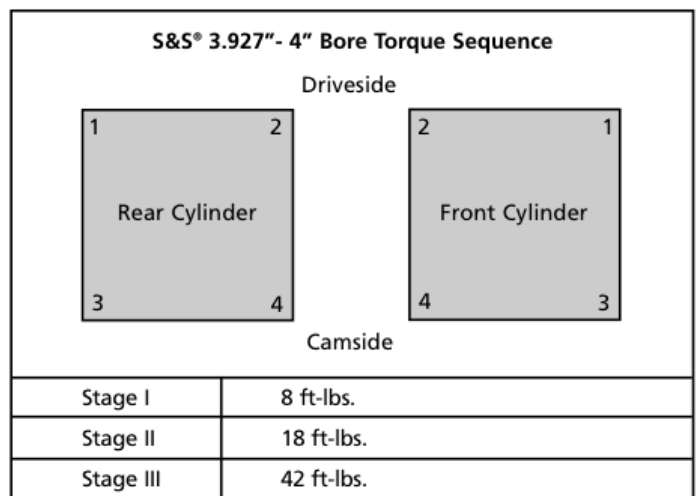 S&S® 3.927”- 4” Bore Torque Sequence
Driveside
1 2 2 1
Rear Cylinder Front Cylinder
3 4 4 3
Camside
Stage I 8 ft-lbs.
Stage II 18 ft-lbs.
Stage III 42 ft-lbs.